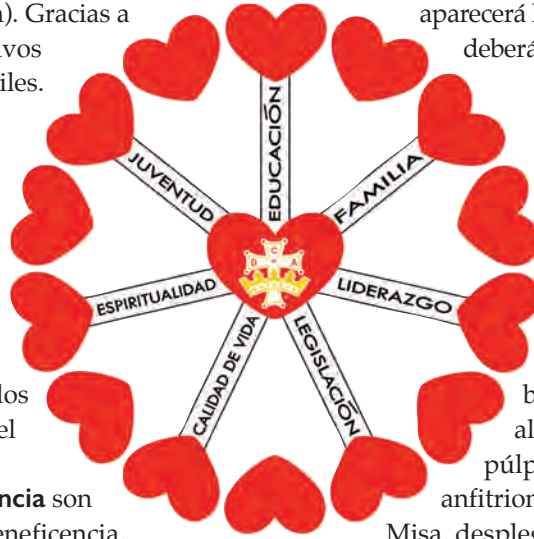 ). Gracias a
aparecerá
vos
deberá
iles.
EDUCACIÓN
JUVENTUD
FAMILIA
C
D A
ESPIRITUALIDAD
LIDERAZGO
CALIDAD DE VIDA
LEGISLACIÓN
los
b
el
al
púlp
ncia son
anfitrion
eneficencia
Misa, desples